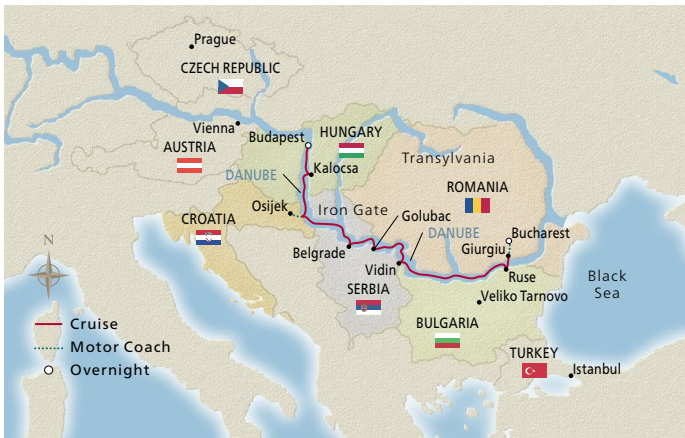 Prague
CZECH REPUBLIC
Vienna
Budapest
HUNGARY
AUSTRIA
Transylvania
Kalocsa
DANUBE
ROMANIA
Osijek
Iron Gate
Golubac
CROATIA
DANUBE
Bucharest
Giurgiu
Belgrade
Vidin
Ruse
Black
Sea
SERBIA
Veliko Tarnovo
BULGARIA
N
Cruise
Motor Coach
Overnight
TURKEY
Istanbul